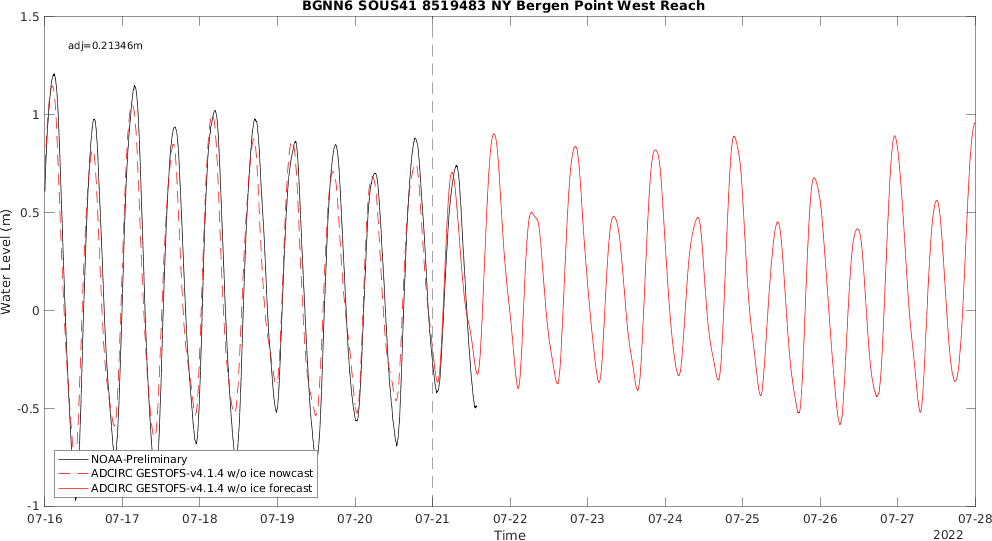 BGNN6 SOUS41 8519483 NY Bergen Point West Reach
adj=0.21346m
1.5
1
0.5
0
-0.5
-1
Water Level (m)
NOAA-Preliminary
ADCIRC GESTOFS-v4.1.4 w/o ice nowcast
ADCIRC GESTOFS-v4.1.4 w/o ice forecast
07-16 07-17 07-18 07-19 07-20 07-21 07-22 07-23 07-24 07-25 07-26 07-27 07-28
Time
2022